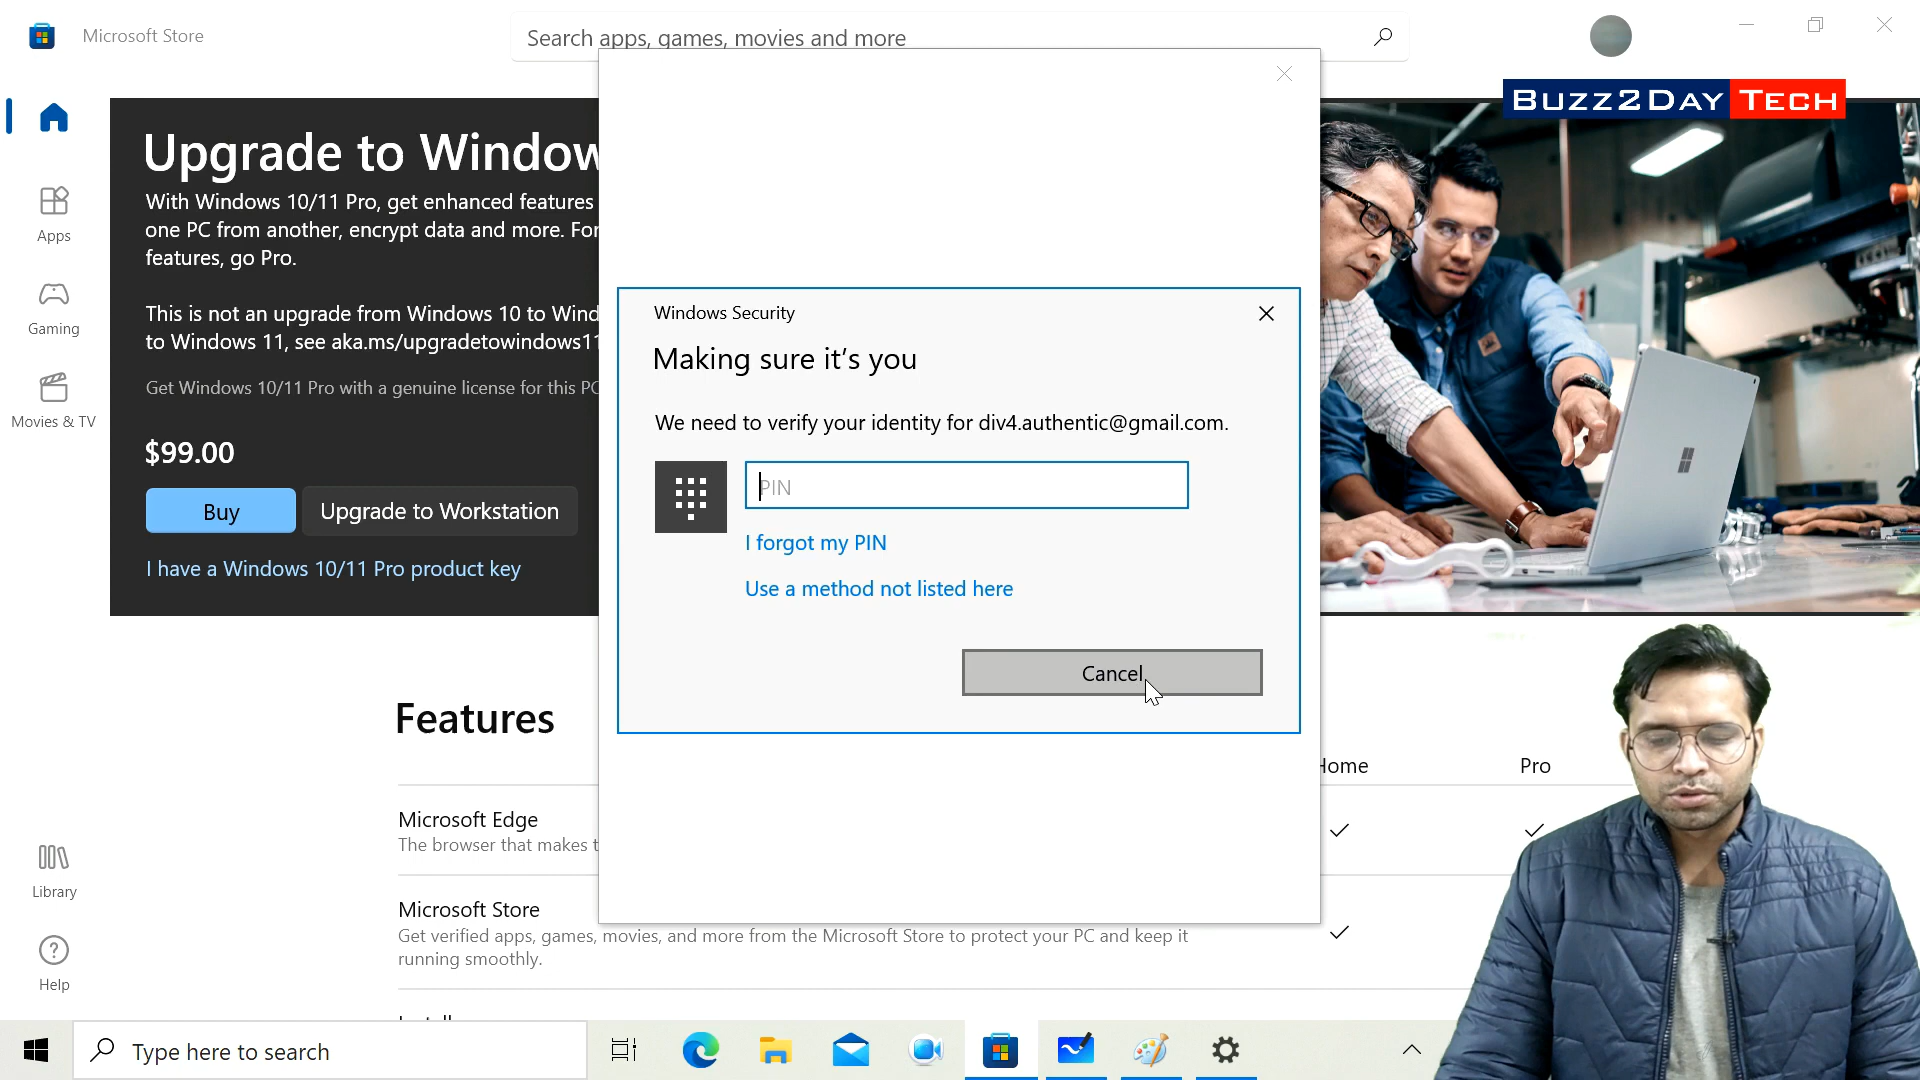 Microsoft Store
Search apps, games, movies and more
BUZZ2DAY TECH
Apps
Gaming
Movies & TV
Library
Help
Upgrade to Window
With Windows 10/11 Pro, get enhanced features
one PC from another, encrypt data and more. For
features, go Pro.
This is not an upgrade from Windows 10 to Wind
to Windows 11, see aka.ms/upgradetowindows11
Get Windows 10/11 Pro with a genuine license for this PC
$99.00
Buy
Upgrade to Workstation
I have a Windows 10/11 Pro product key
Windows Security
Making sure it's you
We need to verify your identity for div4.authentic@gmail.com.
PIN
I forgot my PIN
Use a method not listed here
Cancel
Features
Home
Pro
Microsoft Edge
The browser that makes t
Microsoft Store
Get verified apps, games, movies, and more from the Microsoft Store to protect your PC and keep it
running smoothly.
Type here to search